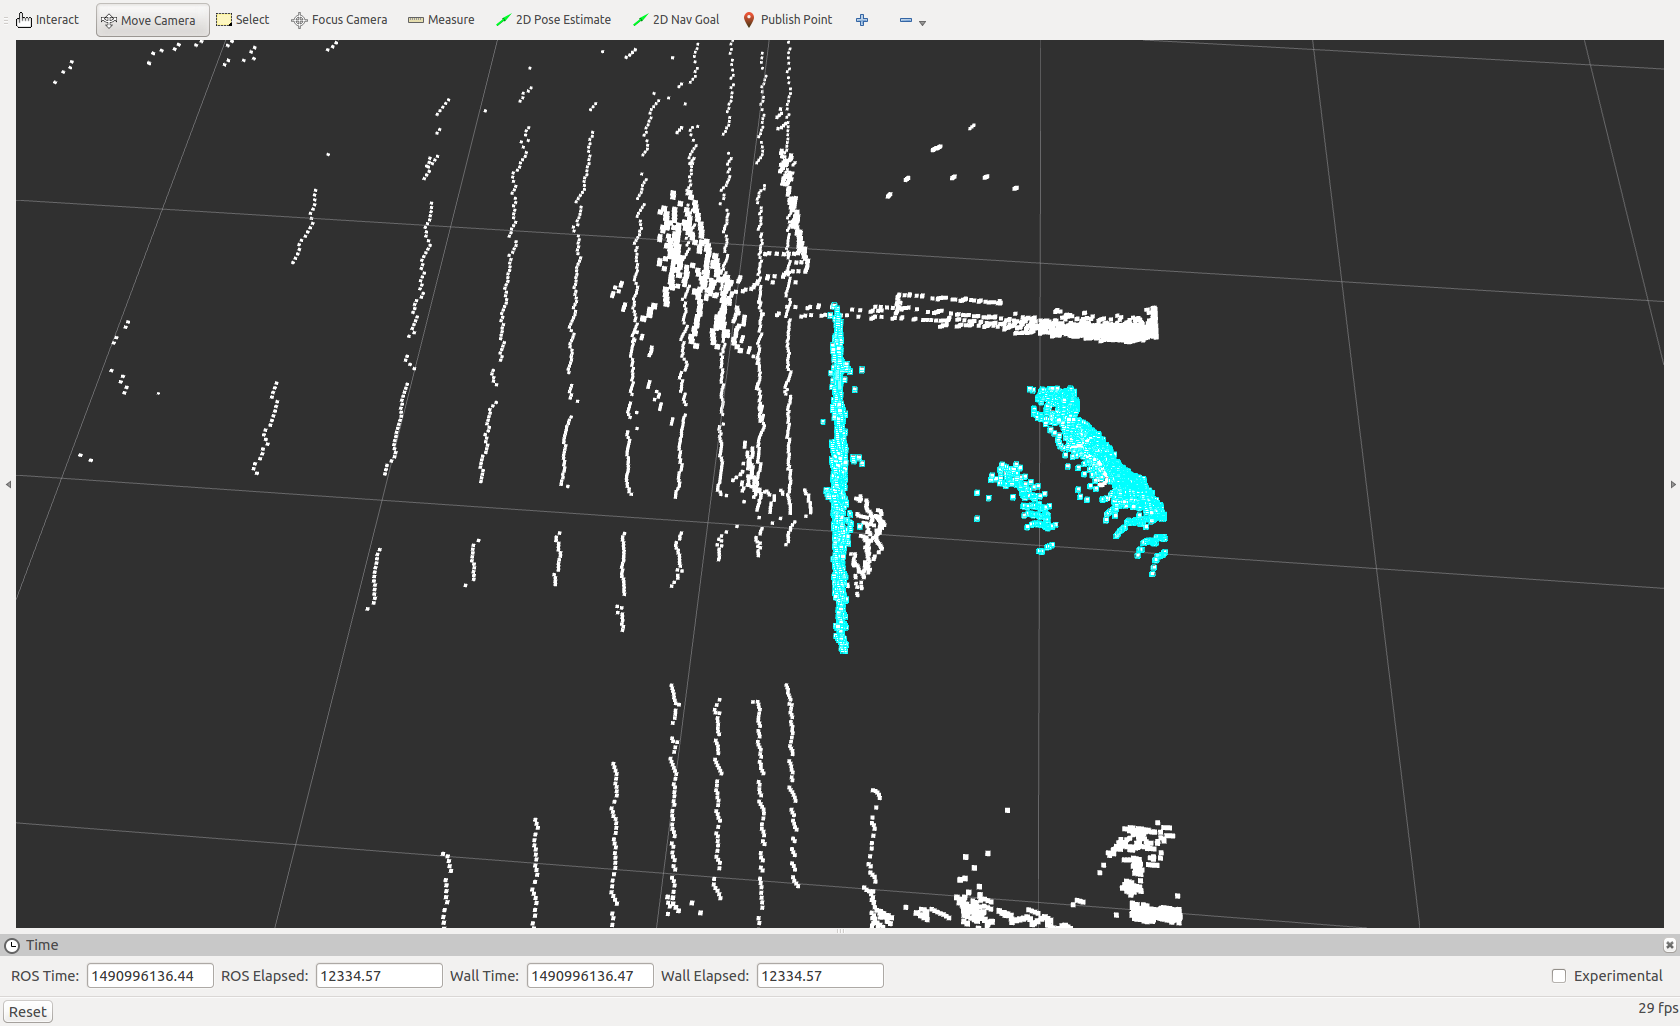 Interact Move Camera Select Focus Camera Measure 2D Pose Estimate 2D Nav Goal Publish Point
Time
ROS Time: 1490996136.44 ROS Elapsed: 12334.57 Wall Time: 1490996136.47 Wall Elapsed: 12334.57 Experimental
Reset 29 fps